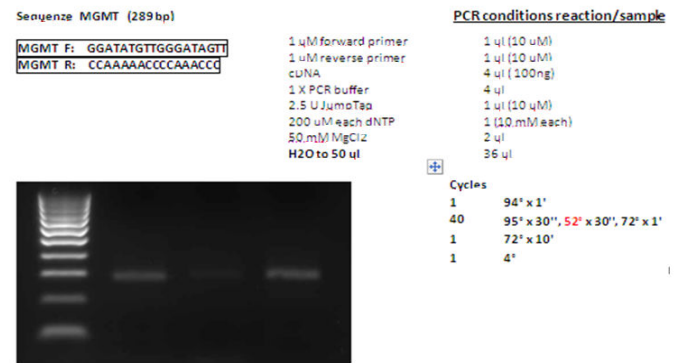 Sequenze MGMT (289bp)
MGMT F: GGATATGTTGGGATAGTT
MGMT R: CCAAAAACCCCAAACCC
PCR conditions reaction/sample
1 uM forward primer 1 ul (10 uM)
1 uM reverse primer 1 ul (10 uM)
cDNA 4 ul (100ng)
1 X PCR buffer 4 ul
2.5 U JumpTaq 1 ul (10 uM)
200 uM each dNTP 1 (10 mM each)
50 mM MgCl2 2 ul
H2O to 50 ul 36 ul
Cycles
1 94° x 1'
40 95° x 30'', 52° x 30'', 72° x 1'
1 72° x 10'
1 4°